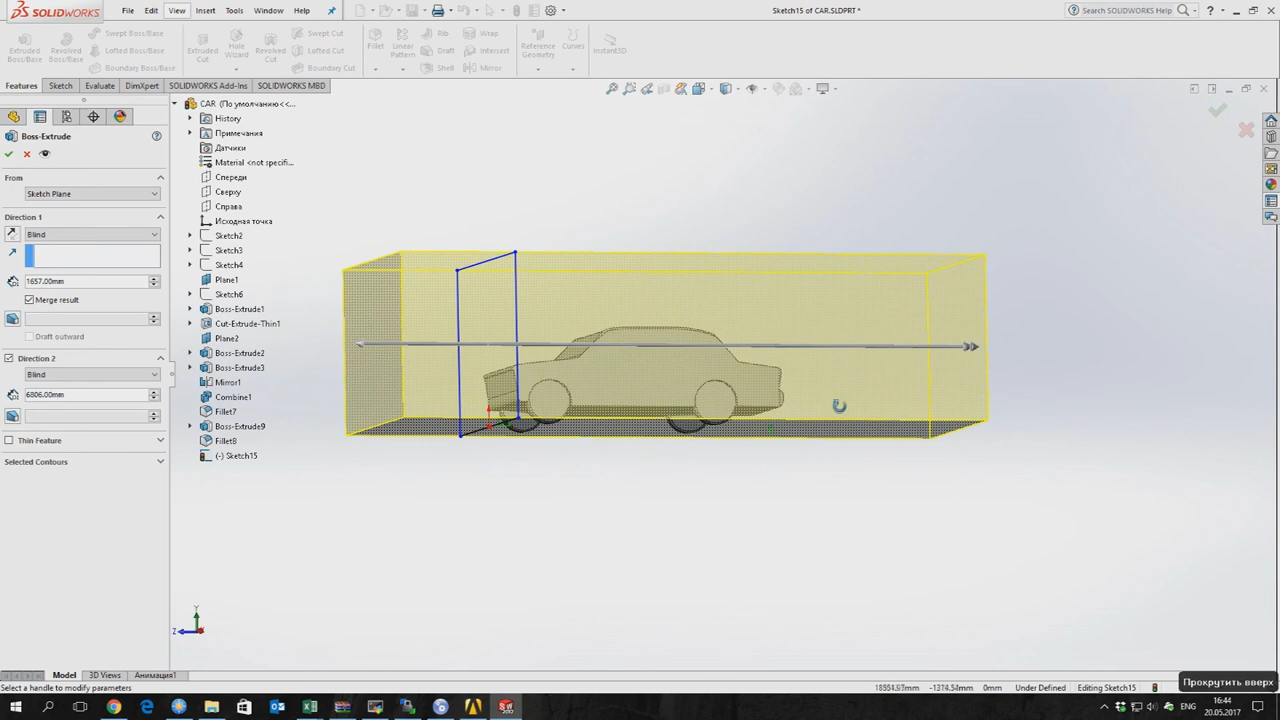 SOLIDWORKS
File Edit View Insert Tools Window Help
Sketch15 of CAR.SLDPRT *
Search SOLIDWORKS Help
Extruded Boss/Base
Revolved Boss/Base
Swept Boss/Base
Lofted Boss/Base
Boundary Boss/Base
Extruded Cut
Hole Wizard
Revolved Cut
Swept Cut
Lofted Cut
Boundary Cut
Fillet
Linear Pattern
Rib
Draft
Shell
Wrap
Intersect
Mirror
Reference Geometry
Curves
Instant3D
Features Sketch Evaluate DimXpert SOLIDWORKS Add-Ins SOLIDWORKS MBD
Boss-Extrude
From
Sketch Plane
Direction 1
Blind
1657.00mm
Merge result
Draft outward
Direction 2
Blind
6806.00mm
Thin Feature
Selected Contours
CAR (По умолчанию<<...
History
Примечания
Датчики
Material <not specifi...
Спереди
Сверху
Справа
Исходная точка
Sketch2
Sketch3
Sketch4
Plane1
Sketch6
Boss-Extrude1
Cut-Extrude-Thin1
Plane2
Boss-Extrude2
Boss-Extrude3
Mirror1
Combine1
Fillet7
Boss-Extrude9
Fillet8
(-) Sketch15
Y
Z
Model 3D Views Анимация1
Select a handle to modify parameters
0mm Under Defined Editing Sketch15
Прокрутить вверх
ENG
16:44
20.05.2017